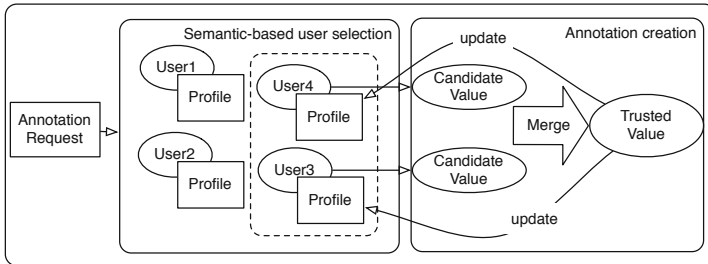 Semantic-based user selection
Annotation creation
update
User1
Profile
User4
Profile
Candidate
Value
Annotation
Request
Merge
Trusted
Value
User2
Profile
User3
Profile
Candidate
Value
update